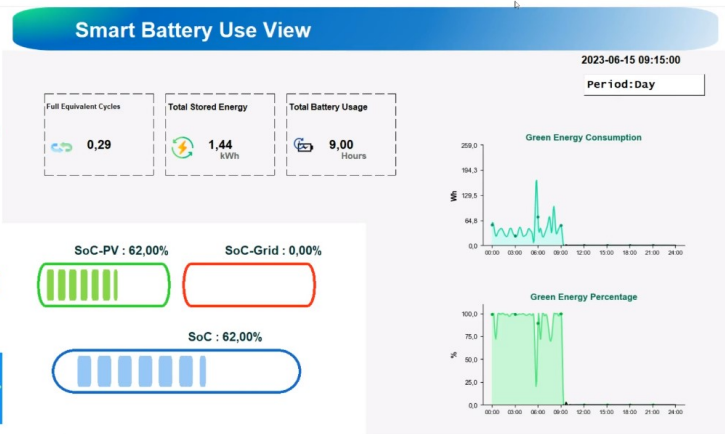 Smart Battery Use View
2023-06-15 09:15:00
Period:Day
Full Equivalent Cycles
0,29
Total Stored Energy
1,44
kWh
Total Battery Usage
9,00
Hours
SoC-PV : 62,00%
SoC-Grid : 0,00%
SoC : 62,00%
Green Energy Consumption
259,0
194,3
129,5
64,8
0,0
Wh
00:00 03:00 06:00 09:00 12:00 15:00 18:00 21:00 24:00
Green Energy Percentage
100,0
75,0
50,0
25,0
0,0
%
00:00 03:00 06:00 09:00 12:00 15:00 18:00 21:00 24:00